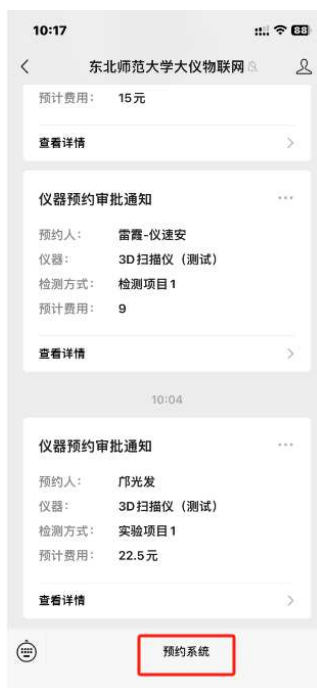 10:17
88
东北师范大学大仪物联网
预计费用： 15元
查看详情
仪器预约审批通知
预约人： 雷霞-仪速安
仪器： 3D扫描仪（测试）
检测方式： 检测项目1
预计费用： 9
查看详情
10:04
仪器预约审批通知
预约人： 邝光发
仪器： 3D扫描仪（测试）
检测方式： 实验项目1
预计费用： 22.5元
查看详情
预约系统